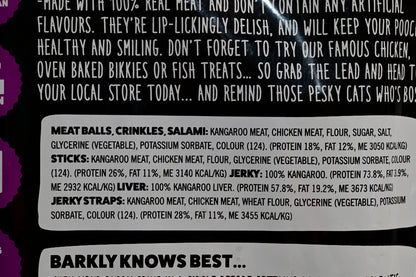 -MADE WITH 100% REAL MEAT AND DON'T CONTAIN ANY ARTIFICIAL
FLAVOURS. THEY'RE LIP-LICKINGLY DELISH, AND WILL KEEP YOUR POOCH
HEALTHY AND SMILING. DON'T FORGET TO TRY OUR FAMOUS CHICKEN,
OVEN BAKED BIKKIES OR FISH TREATS... SO GRAB THE LEAD AND HEAD T
YOUR LOCAL STORE TODAY... AND REMIND THOSE PESKY CATS WHO'S BOS
MEAT BALLS, CRINKLES, SALAMI: KANGAROO MEAT, CHICKEN MEAT, FLOUR, SUGAR, SALT,
GLYCERINE (VEGETABLE), POTASSIUM SORBATE, COLOUR (124). (PROTEIN 18%, FAT 12%, ME 3050 KCAL/KG)
STICKS: KANGAROO MEAT, CHICKEN MEAT, FLOUR, GLYCERINE (VEGETABLE), POTASSIUM SORBATE, COLOUR
(124). (PROTEIN 26%, FAT 11%, ME 3140 KCAL/KG) JERKY: 100% KANGAROO. (PROTEIN 73.8%, FAT 3.9%,
ME 2932 KCAL/KG) LIVER: 100% KANGAROO LIVER. (PROTEIN 57.8%, FAT 19.2%, ME 3673 KCAL/KG)
JERKY STRAPS: KANGAROO MEAT, CHICKEN MEAT, WHEAT FLOUR, GLYCERINE (VEGETABLE), POTASSIUM
SORBATE, COLOUR (124). (PROTEIN 28%, FAT 11%, ME 3455 KCAL/KG)
BARKLY KNOWS BEST...